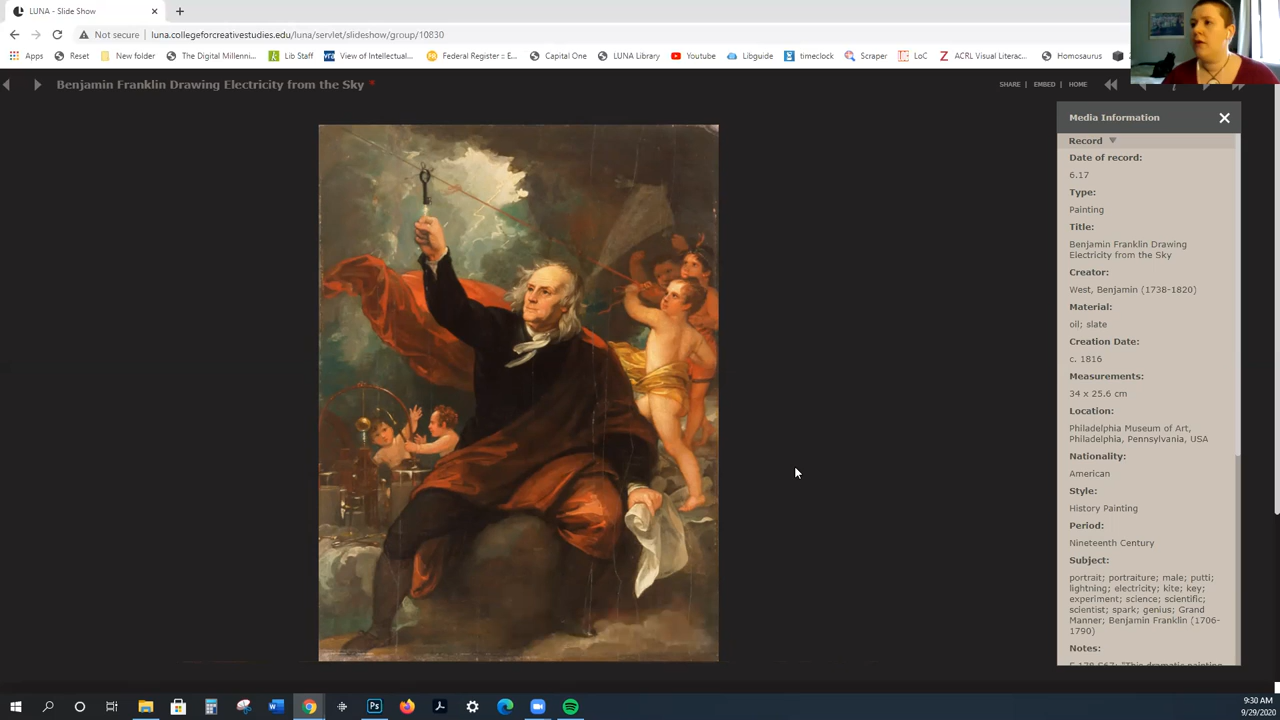 LUNA - Slide Show
Not secure | luna.collegeforcreativestudies.edu/luna/servlet/slideshow/group/10830
Apps Reset New folder The Digital Millenni... Lib Staff View of Intellectual... Federal Register :: E... Capital One LUNA Library Youtube Libguide timeclock Scraper LoC ACRL Visual Literac... Homosaurus
Benjamin Franklin Drawing Electricity from the Sky *
SHARE | EMBED | HOME
Media Information
Record
Date of record:
6.17
Type:
Painting
Title:
Benjamin Franklin Drawing
Electricity from the Sky
Creator:
West, Benjamin (1738-1820)
Material:
oil; slate
Creation Date:
c. 1816
Measurements:
34 x 25.6 cm
Location:
Philadelphia Museum of Art,
Philadelphia, Pennsylvania, USA
Nationality:
American
Style:
History Painting
Period:
Nineteenth Century
Subject:
portrait; portraiture; male; putti;
lightning; electricity; kite; key;
experiment; science; scientific;
scientist; spark; genius; Grand
Manner; Benjamin Franklin (1706-
1790)
Notes:
9:30 AM
9/29/2020